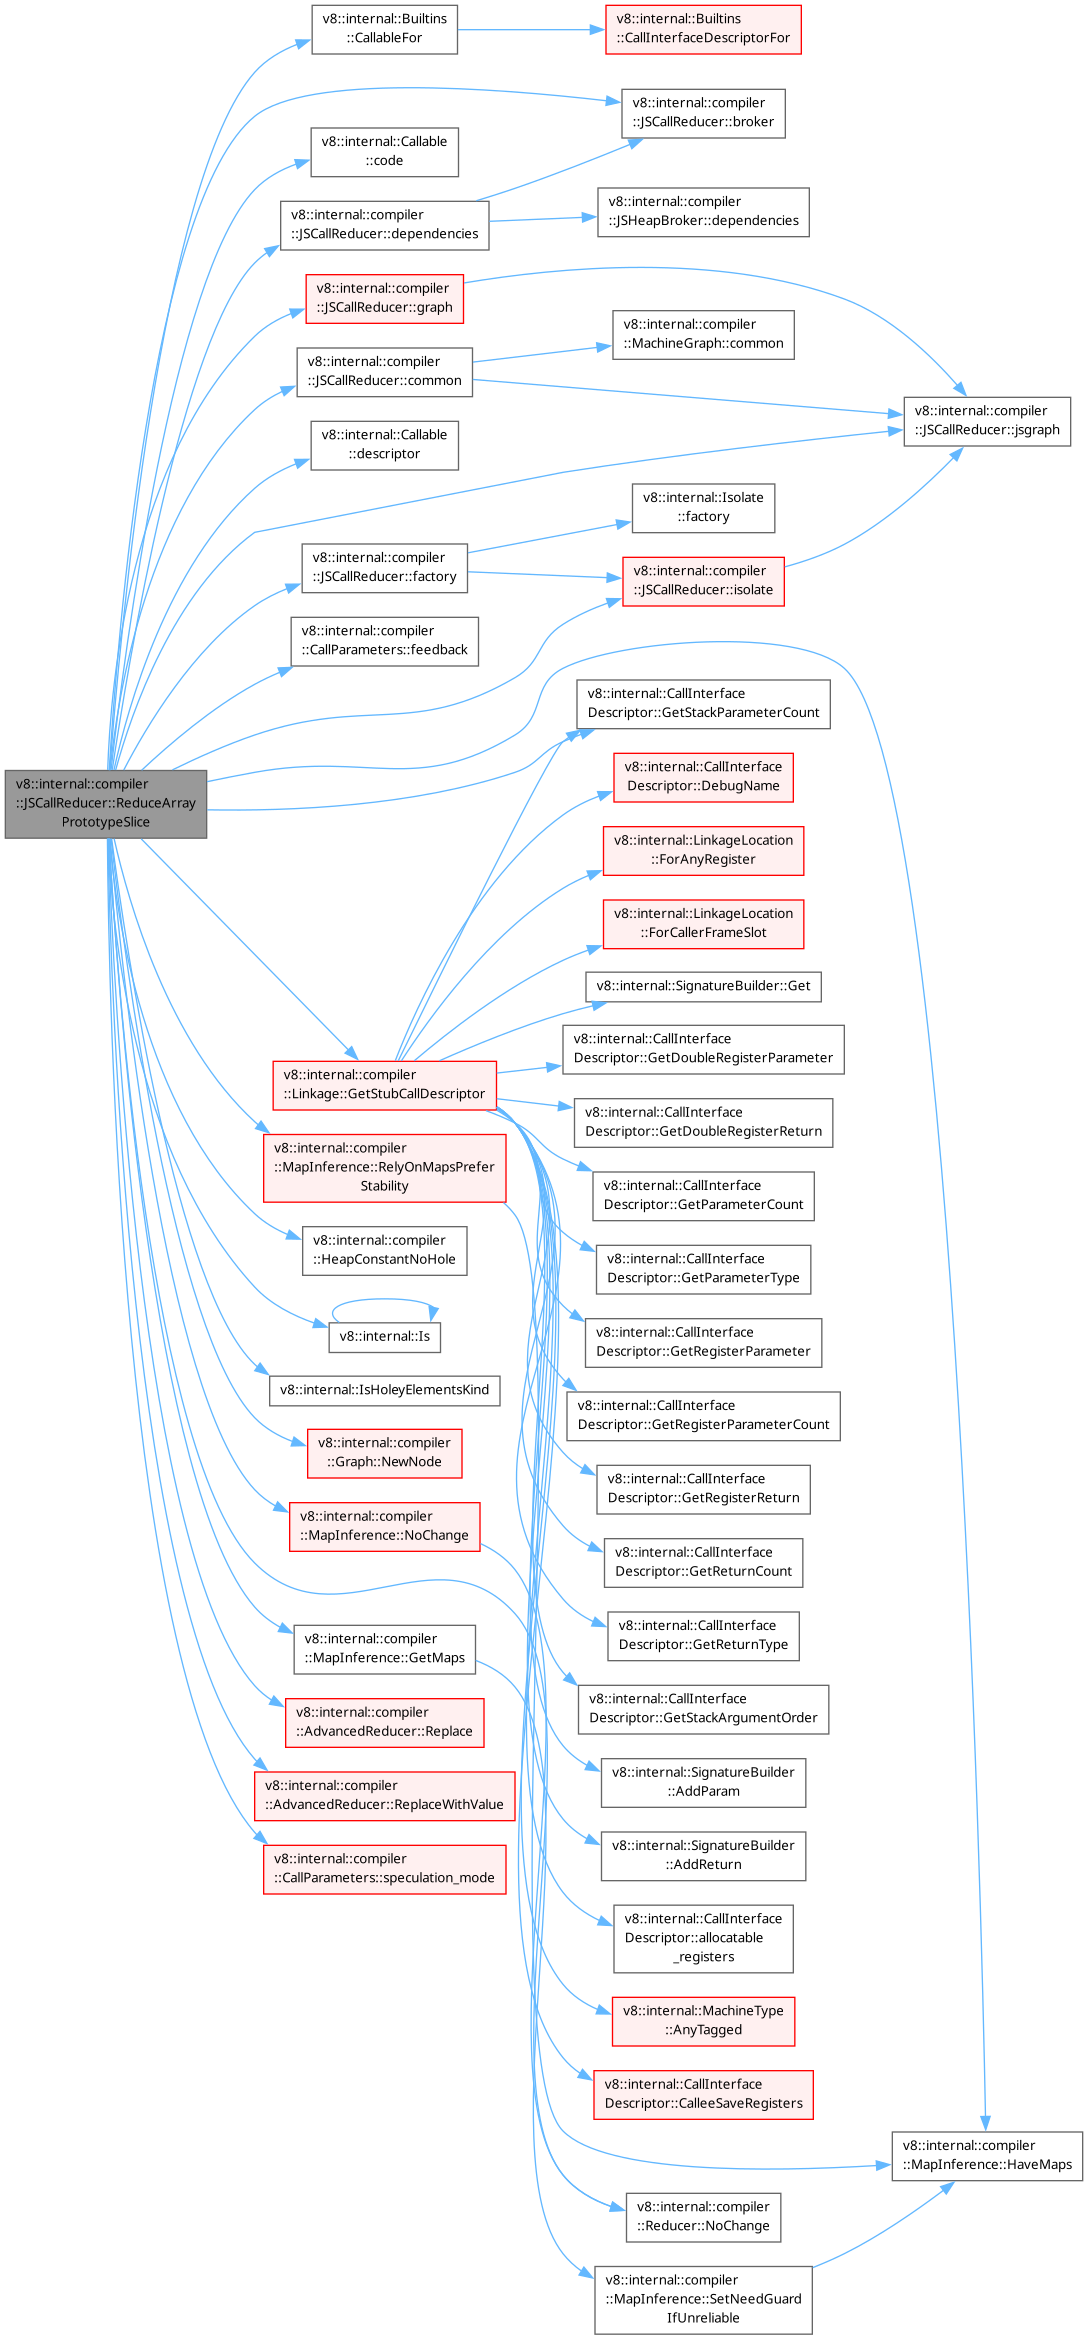 v8::internal::Builtins
::CallableFor
v8::internal::Builtins
::CallInterfaceDescriptorFor
v8::internal::compiler
::JSCallReducer::broker
v8::internal::Callable
::code
v8::internal::compiler
::JSCallReducer::dependencies
v8::internal::compiler
::JSHeapBroker::dependencies
v8::internal::compiler
::JSCallReducer::graph
v8::internal::compiler
::MachineGraph::common
v8::internal::compiler
::JSCallReducer::common
v8::internal::compiler
::JSCallReducer::jsgraph
v8::internal::Callable
::descriptor
v8::internal::Isolate
::factory
v8::internal::compiler
::JSCallReducer::factory
v8::internal::compiler
::JSCallReducer::isolate
v8::internal::compiler
::CallParameters::feedback
v8::internal::CallInterface
Descriptor::GetStackParameterCount
v8::internal::compiler
::JSCallReducer::ReduceArray
PrototypeSlice
v8::internal::CallInterface
Descriptor::DebugName
v8::internal::LinkageLocation
::ForAnyRegister
v8::internal::LinkageLocation
::ForCallerFrameSlot
v8::internal::SignatureBuilder::Get
v8::internal::CallInterface
Descriptor::GetDoubleRegisterParameter
v8::internal::compiler
::Linkage::GetStubCallDescriptor
v8::internal::CallInterface
Descriptor::GetDoubleRegisterReturn
v8::internal::compiler
::MapInference::RelyOnMapsPrefer
Stability
v8::internal::CallInterface
Descriptor::GetParameterCount
v8::internal::compiler
::HeapConstantNoHole
v8::internal::CallInterface
Descriptor::GetParameterType
v8::internal::Is
v8::internal::CallInterface
Descriptor::GetRegisterParameter
v8::internal::IsHoleyElementsKind
v8::internal::CallInterface
Descriptor::GetRegisterParameterCount
v8::internal::compiler
::Graph::NewNode
v8::internal::CallInterface
Descriptor::GetRegisterReturn
v8::internal::compiler
::MapInference::NoChange
v8::internal::CallInterface
Descriptor::GetReturnCount
v8::internal::compiler
::MapInference::GetMaps
v8::internal::CallInterface
Descriptor::GetReturnType
v8::internal::compiler
::AdvancedReducer::Replace
v8::internal::CallInterface
Descriptor::GetStackArgumentOrder
v8::internal::compiler
::AdvancedReducer::ReplaceWithValue
v8::internal::SignatureBuilder
::AddParam
v8::internal::compiler
::CallParameters::speculation_mode
v8::internal::SignatureBuilder
::AddReturn
v8::internal::CallInterface
Descriptor::allocatable
_registers
v8::internal::MachineType
::AnyTagged
v8::internal::CallInterface
Descriptor::CalleeSaveRegisters
v8::internal::compiler
::MapInference::HaveMaps
v8::internal::compiler
::Reducer::NoChange
v8::internal::compiler
::MapInference::SetNeedGuard
IfUnreliable